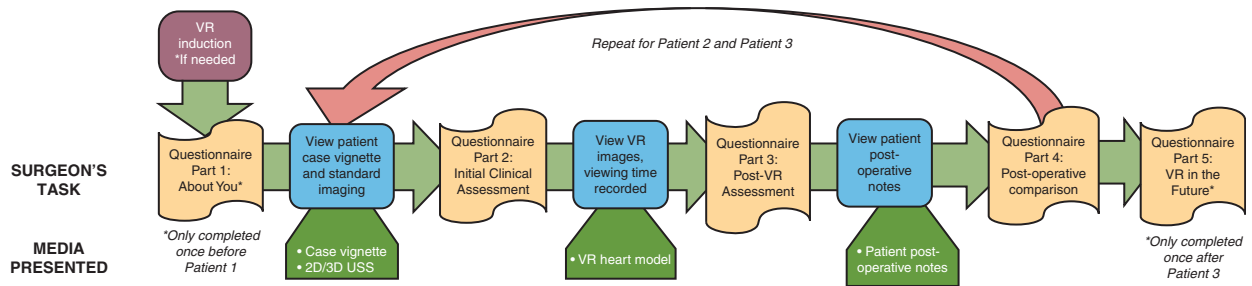 VR
induction
*If needed
Repeat for Patient 2 and Patient 3
SURGEON'S
TASK
Questionnaire
Part 1:
About You*
View patient
case vignette
and standard
imaging
Questionnaire
Part 2:
Initial Clinical
Assessment
View VR
images,
viewing time
recorded
Questionnaire
Part 3:
Post-VR
Assessment
View patient
post-
operative
notes
Questionnaire
Part 4:
Post-operative
comparison
Questionnaire
Part 5:
VR in the
Future*
MEDIA
PRESENTED
*Only completed
once before
Patient 1
• Case vignette
• 2D/3D USS
• VR heart model
• Patient post-
operative notes
*Only completed
once after
Patient 3